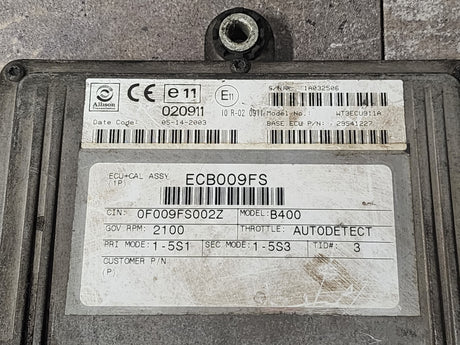 Allison
CE e11 E11
020911 10 R-02 0911
Date Code: 05-14-2003
S/N 1A032506
Model-No. WT3ECU911A
BASE ECU P/N: 29541227
ECU+CAL ASSY
(1P) ECB009FS
CIN: 0F009FS002Z MODEL: B400
GOV RPM: 2100 THROTTLE: AUTODETECT
PRI MODE: 1-5S1 SEC MODE: 1-5S3 TID#: 3
CUSTOMER P/N
(P)